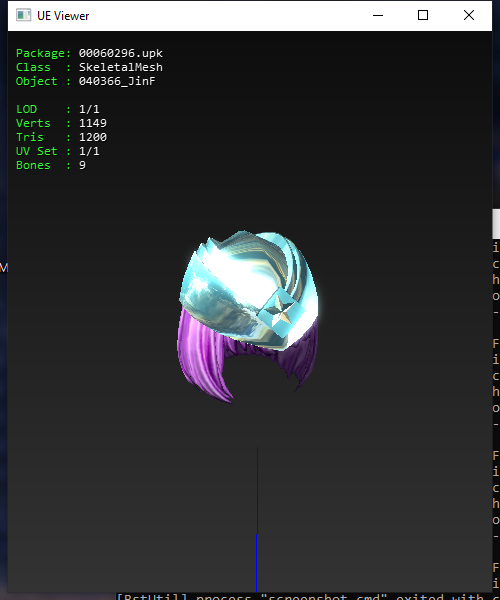 UE Viewer
Package: 00060296.upk
Class : SkeletalMesh
Object : 040366_JinF
LOD : 1/1
Verts : 1149
Tris : 1200
UV Set : 1/1
Bones : 9
M
i
c
h
o
-
F
i
c
h
o
-
F
i
c
h
o
-
F
i
[BstUtil] process "screenshot.cmd" exited with c